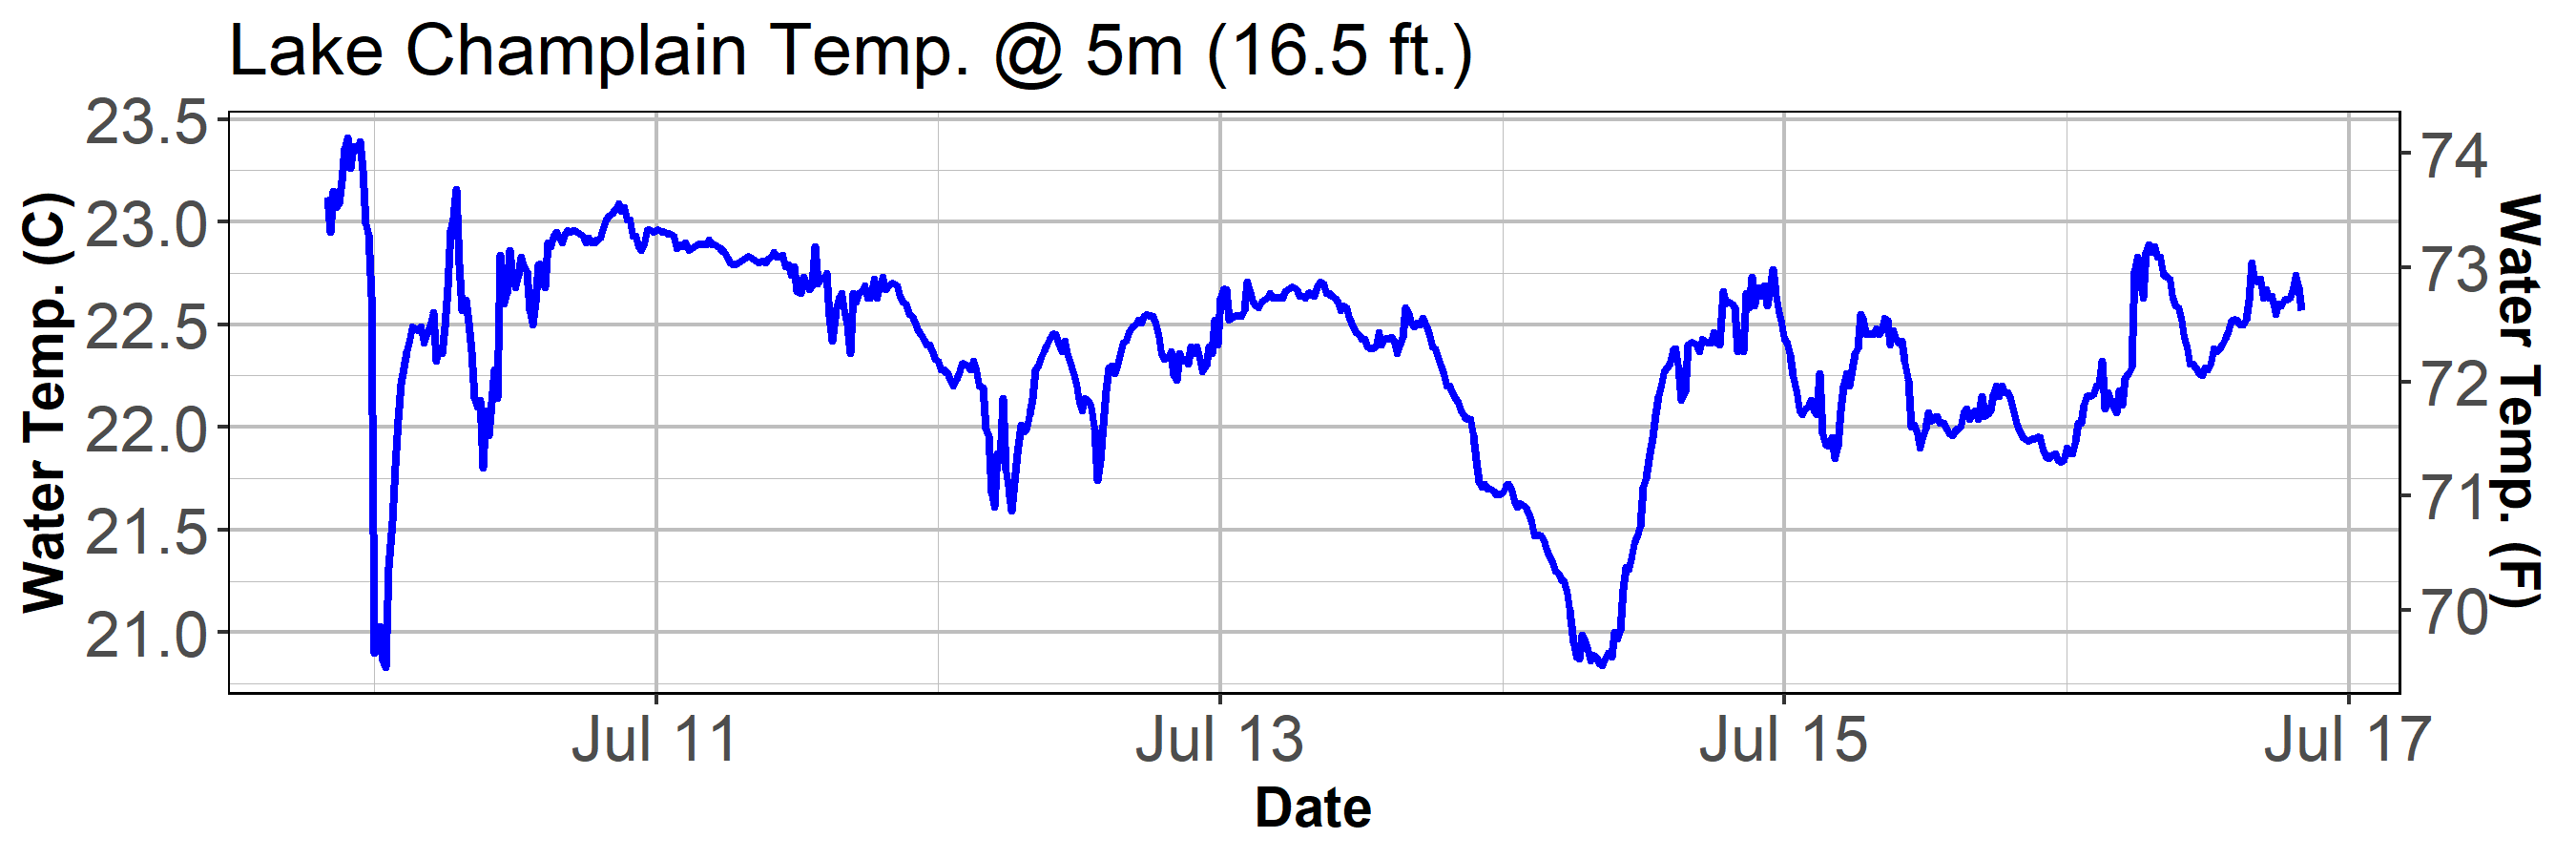 Lake Champlain Temp. @ 5m (16.5 ft.)
Water Temp. (C)
23.5
23.0
22.5
22.0
21.5
21.0
74
73
72
71
70
Water Temp. (F)
Jul 11 Jul 13 Jul 15 Jul 17
Date